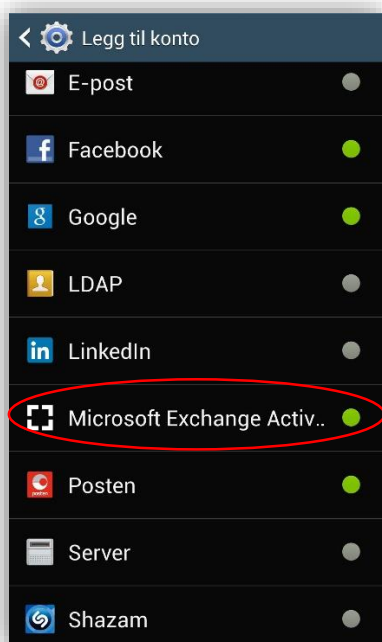 Legg til konto
E-post
Facebook
Google
LDAP
LinkedIn
Microsoft Exchange Activ..
Posten
Server
Shazam